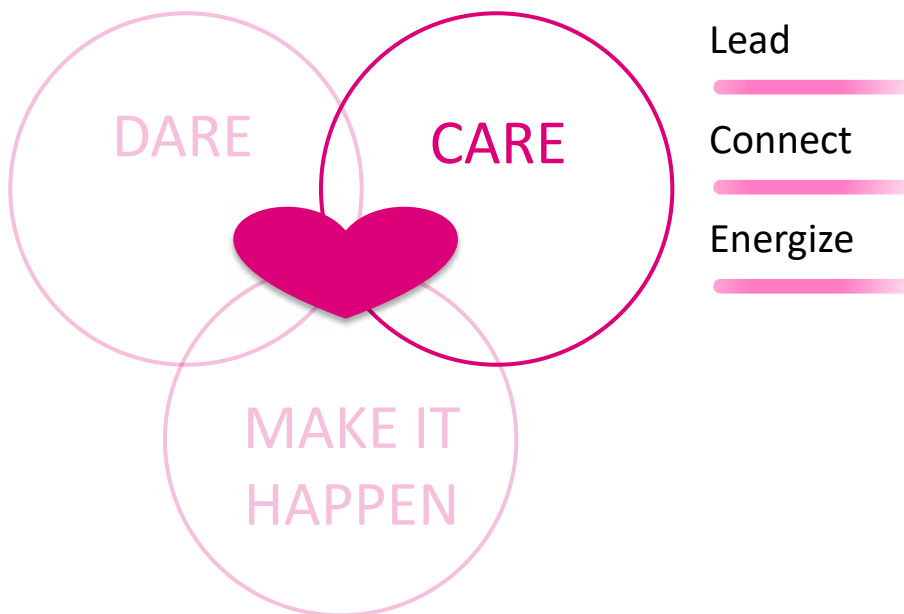 DARE
CARE
MAKE IT
HAPPEN
Lead
Connect
Energize